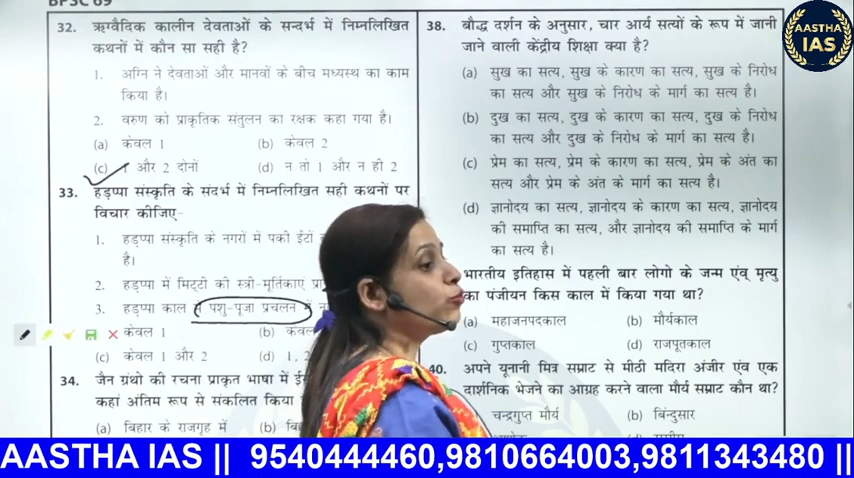 BPSC 69
32. ऋग्वैदिक कालीन देवताओं के सन्दर्भ में निम्नलिखित
कथनों में कौन सा सही है?
1. अग्नि ने देवताओं और मानवों के बीच मध्यस्थ का काम
किया है।
2. वरुण को प्राकृतिक संतुलन का रक्षक कहा गया है।
(a) केवल 1 (b) केवल 2
(c) और 2 दोनों (d) न तो 1 और न ही 2
33. हड़प्पा संस्कृति के संदर्भ में निम्नलिखित सही कथनों पर
विचार कीजिए-
1. हड़प्पा संस्कृति के नगरों में पकी ईंटों
है।
2. हड़प्पा में मिट्टी की स्त्री-मृर्तिकाएं
3. हड़प्पा काल में पशु-पूजा प्रचलन में
केवल 1 (b) केवल
(c) केवल 1 और 2 (d) 1, 2
34. जैन ग्रंथो की रचना प्राकृत भाषा में
कहां अंतिम रूप से संकलित किया
(a) बिहार के राजगृह में (b)
38. बौद्ध दर्शन के अनुसार, चार आर्य सत्यों के रूप में जानी
जाने वाली केंद्रीय शिक्षा क्या है?
(a) सुख का सत्य, सुख के कारण का सत्य, सुख के निरोध
का सत्य और सुख के निरोध के मार्ग का सत्य है।
(b) दुख का सत्य, दुख के कारण का सत्य, दुख के निरोध
का सत्य और दुख के निरोध के मार्ग का सत्य है।
(c) प्रेम का सत्य, प्रेम के कारण का सत्य, प्रेम के अंत का
सत्य और प्रेम के अंत के मार्ग का सत्य है।
(d) ज्ञानोदय का सत्य, ज्ञानोदय के कारण का सत्य, ज्ञानोदय
की समाप्ति का सत्य, और ज्ञानोदय की समाप्ति के मार्ग
का सत्य है।
भारतीय इतिहास में पहली बार लोगो के जन्म एंव् मृत्यु
का पंजीयन किस काल में किया गया था?
(a) महाजनपदकाल (b) मौर्यकाल
(c) गुप्तकाल (d) राजपूतकाल
40. अपने यूनानी मित्र सम्राट से मीठी मदिरा अंजीर एंव एक
दार्शनिक भेजने का आग्रह करने वाला मौर्य सम्राट कौन था?
चन्द्रगुप्त मौर्य (b) बिंन्दुसार
AASTHA
IAS
AASTHA IAS || 9540444460,9810664003,9811343480 ||